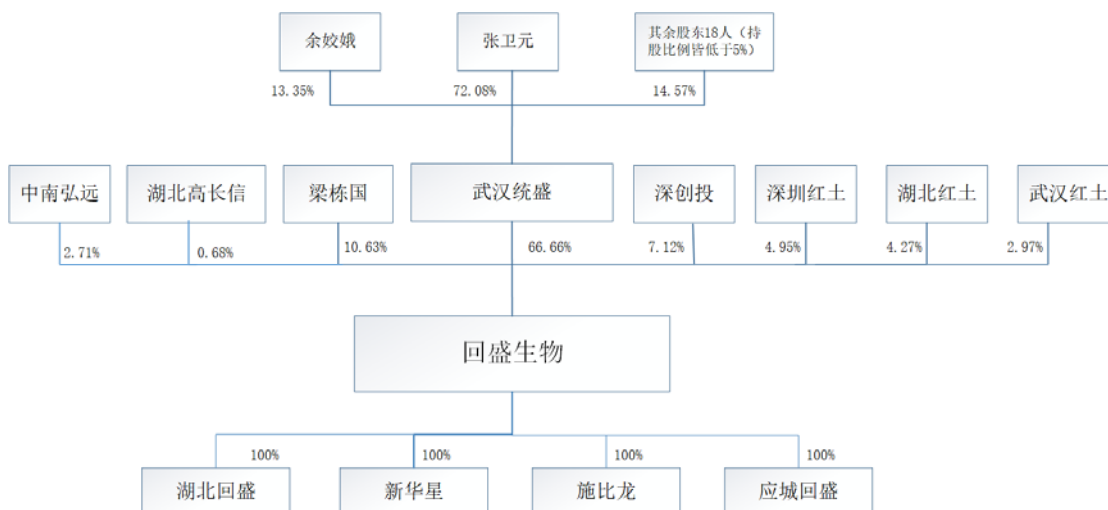 余姣娥
张卫元
其余股东18人（持
股比例皆低于5%）
13.35%
72.08%
14.57%
中南弘远
湖北高长信
梁栋国
武汉统盛
深创投
深圳红土
湖北红土
武汉红土
2.71%
0.68%
10.63%
66.66%
7.12%
4.95%
4.27%
2.97%
回盛生物
100%
100%
100%
100%
湖北回盛
新华星
施比龙
应城回盛